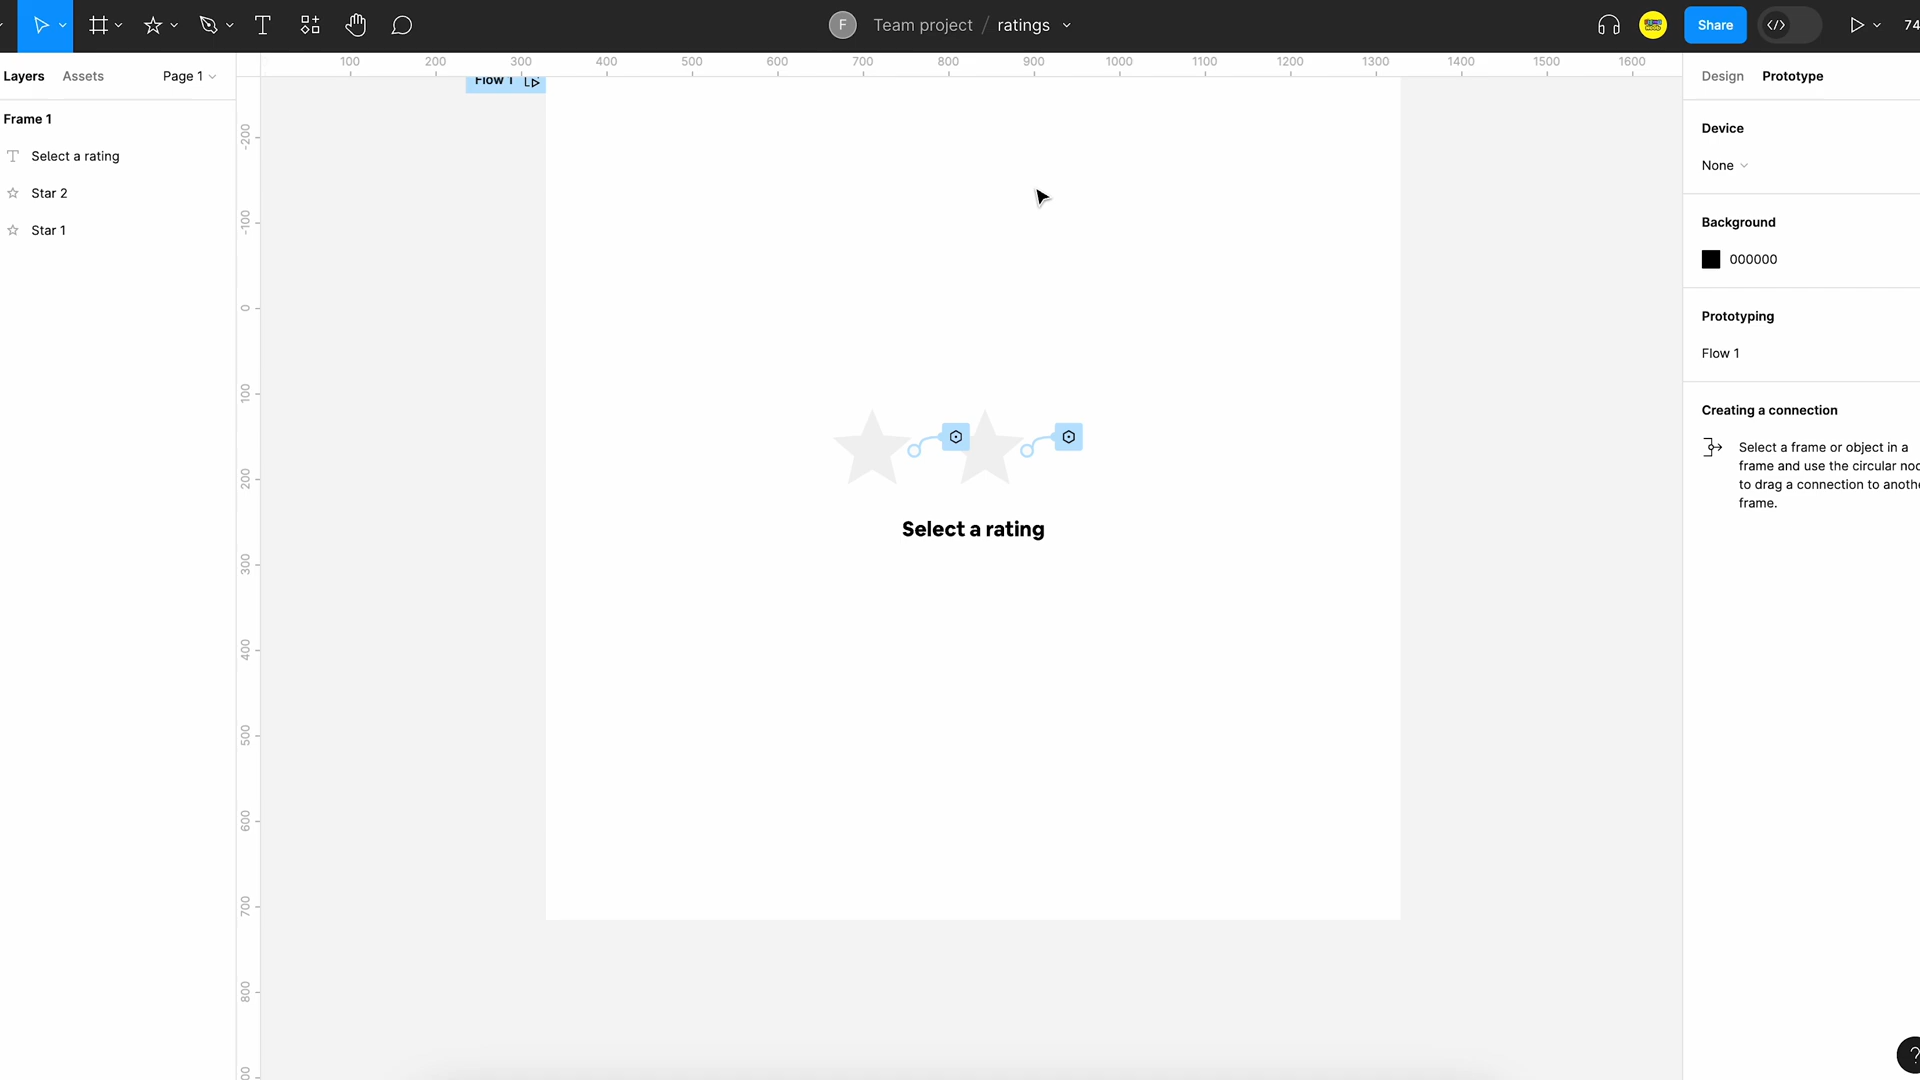 F Team project / ratings
Share
74
Layers Assets Page 1
Frame 1
Select a rating
Star 2
Star 1
100 200 300 400 500 600 700 800 900 1000 1100 1200 1300 1400 1500 1600
-200
-100
0
100
200
300
400
500
600
700
800
Flow 1
Select a rating
Design Prototype
Device
None
Background
000000
Prototyping
Flow 1
Creating a connection
Select a frame or object in a
frame and use the circular
to drag a connection to
frame.
?